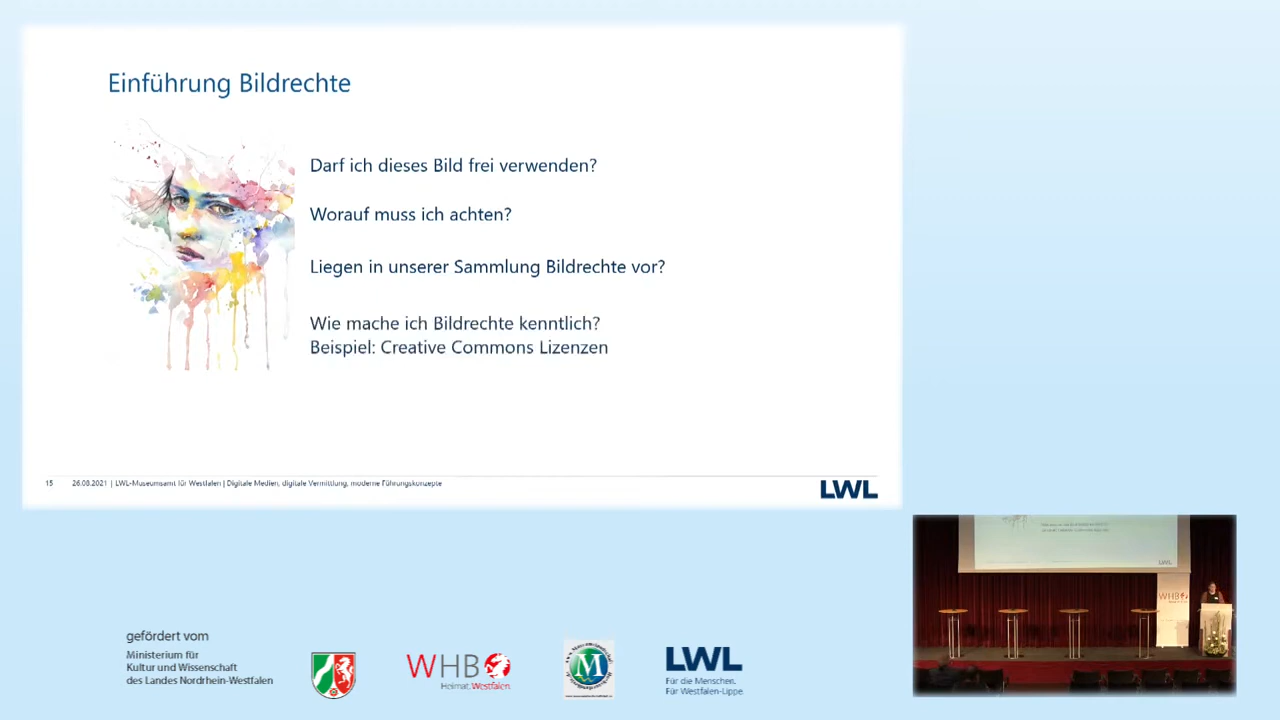 Einführung Bildrechte
Darf ich dieses Bild frei verwenden?
Worauf muss ich achten?
Liegen in unserer Sammlung Bildrechte vor?
Wie mache ich Bildrechte kenntlich?
Beispiel: Creative Commons Lizenzen
15 26.08.2021 | LWL-Museumsamt für Westfalen | Digitale Medien, digitale Vermittlung, moderne Führungskonzepte
LWL
LWL
WHB
gefördert vom
Ministerium für
Kultur und Wissenschaft
des Landes Nordrhein-Westfalen
WHB
Heimat. Westfalen.
M
LWL
Für die Menschen.
Für Westfalen-Lippe.